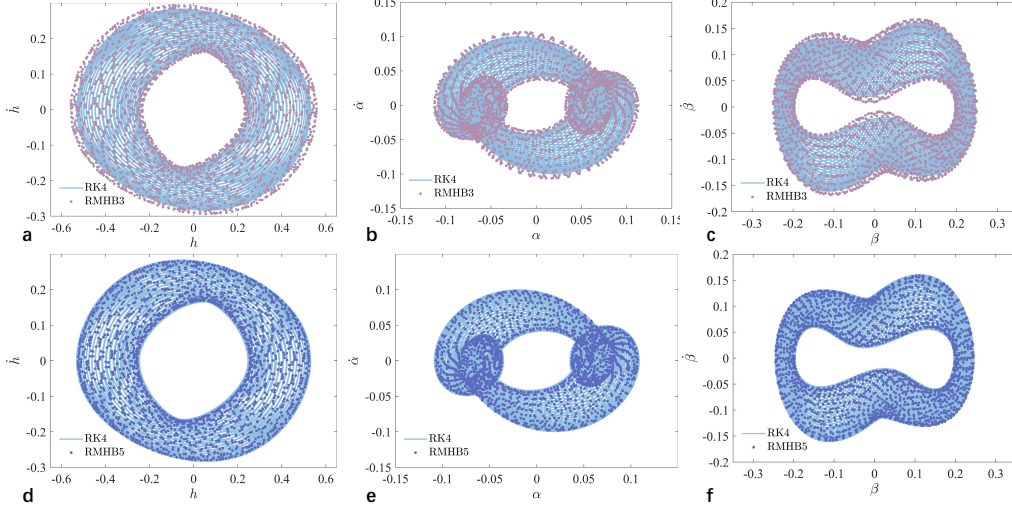 0.2
0.1
0
-0.1
-0.2
-0.3
ḣ
RK4
RMHB3
-0.6 -0.4 -0.2 0 0.2 0.4 0.6
a
h
0.15
0.1
0.05
0
-0.05
-0.1
-0.15
α̇
RK4
RMHB3
-0.15 -0.1 -0.05 0 0.05 0.1 0.15
b
α
0.2
0.15
0.1
0.05
0
-0.05
-0.1
-0.15
-0.2
β̇
RK4
RMHB3
-0.3 -0.2 -0.1 0 0.1 0.2 0.3
c
β
0.2
0.1
0
-0.1
-0.2
-0.3
ḣ
RK4
RMHB5
-0.6 -0.4 -0.2 0 0.2 0.4 0.6
d
h
0.15
0.1
0.05
0
-0.05
-0.1
-0.15
α̇
RK4
RMHB5
-0.15 -0.1 -0.05 0 0.05 0.1
e
α
0.2
0.15
0.1
0.05
0
-0.05
-0.1
-0.15
-0.2
β̇
RK4
RMHB5
-0.3 -0.2 -0.1 0 0.1 0.2 0.3
f
β